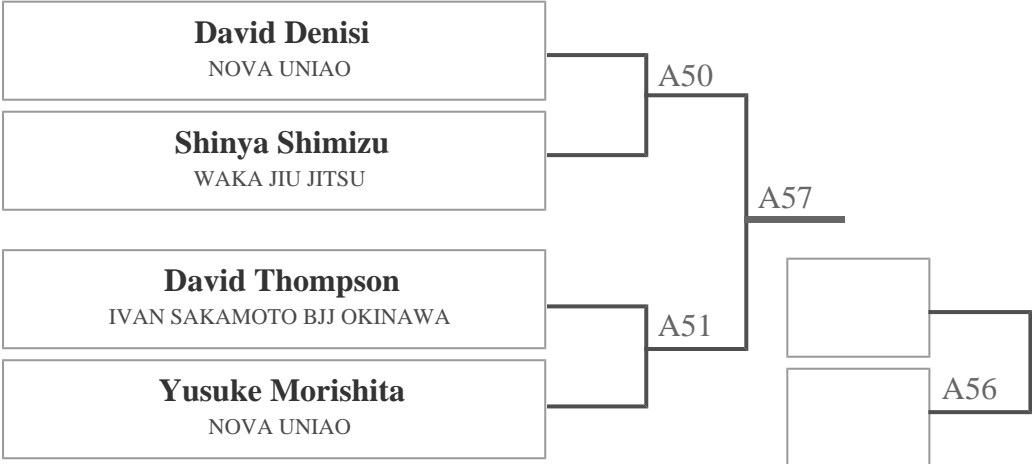 David Denisi
NOVA UNIAO
A50
Shinya Shimizu
WAKA JIU JITSU
A57
David Thompson
IVAN SAKAMOTO BJJ OKINAWA
A51
Yusuke Morishita
NOVA UNIAO
A56